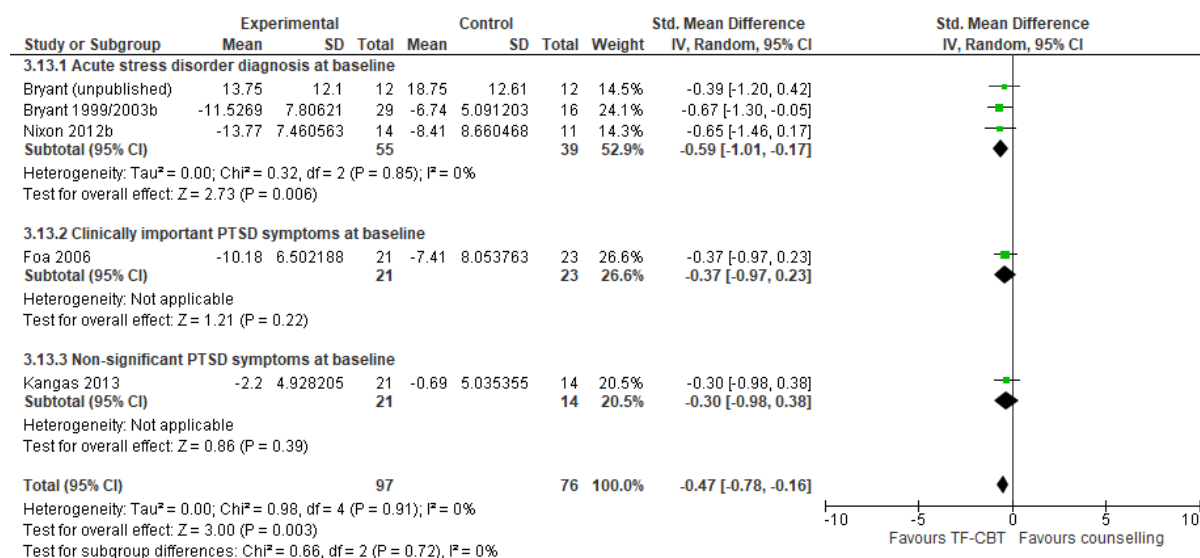 Experimental Control Std. Mean Difference Std. Mean Difference
Study or Subgroup Mean SD Total Mean SD Total Weight IV, Random, 95% CI IV, Random, 95% CI
3.13.1 Acute stress disorder diagnosis at baseline
Bryant (unpublished) 13.75 12.1 12 18.75 12.61 12 14.5% -0.39 [-1.20, 0.42]
Bryant 1999/2003b -11.5269 7.80621 29 -6.74 5.091203 16 24.1% -0.67 [-1.30, -0.05]
Nixon 2012b -13.77 7.460563 14 -8.41 8.660468 11 14.3% -0.65 [-1.46, 0.17]
Subtotal (95% CI) 55 39 52.9% -0.59 [-1.01, -0.17]
Heterogeneity: Tau² = 0.00; Chi² = 0.32, df = 2 (P = 0.85); I² = 0%
Test for overall effect: Z = 2.73 (P = 0.006)
3.13.2 Clinically important PTSD symptoms at baseline
Foa 2006 -10.18 6.502188 21 -7.41 8.053763 23 26.6% -0.37 [-0.97, 0.23]
Subtotal (95% CI) 21 23 26.6% -0.37 [-0.97, 0.23]
Heterogeneity: Not applicable
Test for overall effect: Z = 1.21 (P = 0.22)
3.13.3 Non-significant PTSD symptoms at baseline
Kangas 2013 -2.2 4.928205 21 -0.69 5.035355 14 20.5% -0.30 [-0.98, 0.38]
Subtotal (95% CI) 21 14 20.5% -0.30 [-0.98, 0.38]
Heterogeneity: Not applicable
Test for overall effect: Z = 0.86 (P = 0.39)
Total (95% CI) 97 76 100.0% -0.47 [-0.78, -0.16]
Heterogeneity: Tau² = 0.00; Chi² = 0.98, df = 4 (P = 0.91); I² = 0%
Test for overall effect: Z = 3.00 (P = 0.003)
Test for subgroup differences: Chi² = 0.66, df = 2 (P = 0.72), I² = 0%
-10 -5 0 5 10
Favours TF-CBT Favours counselling